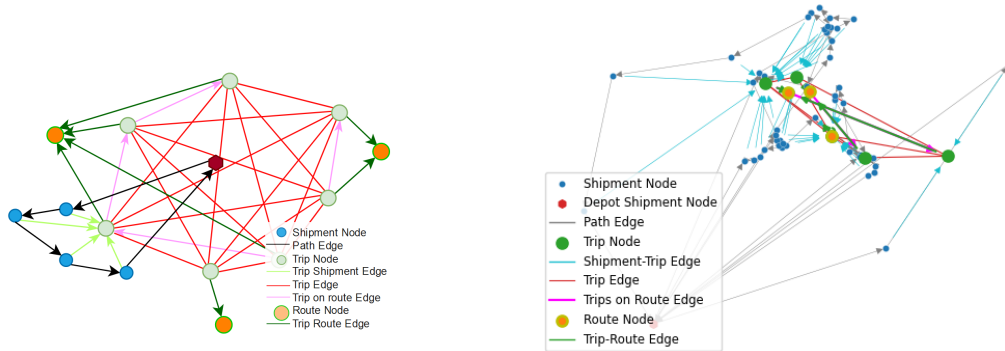 Shipment Node
Path Edge
Trip Node
Trip Shipment Edge
Trip Edge
Trip on route Edge
Route Node
Trip Route Edge
Shipment Node
Depot Shipment Node
Path Edge
Trip Node
Shipment-Trip Edge
Trip Edge
Trips on Route Edge
Route Node
Trip-Route Edge